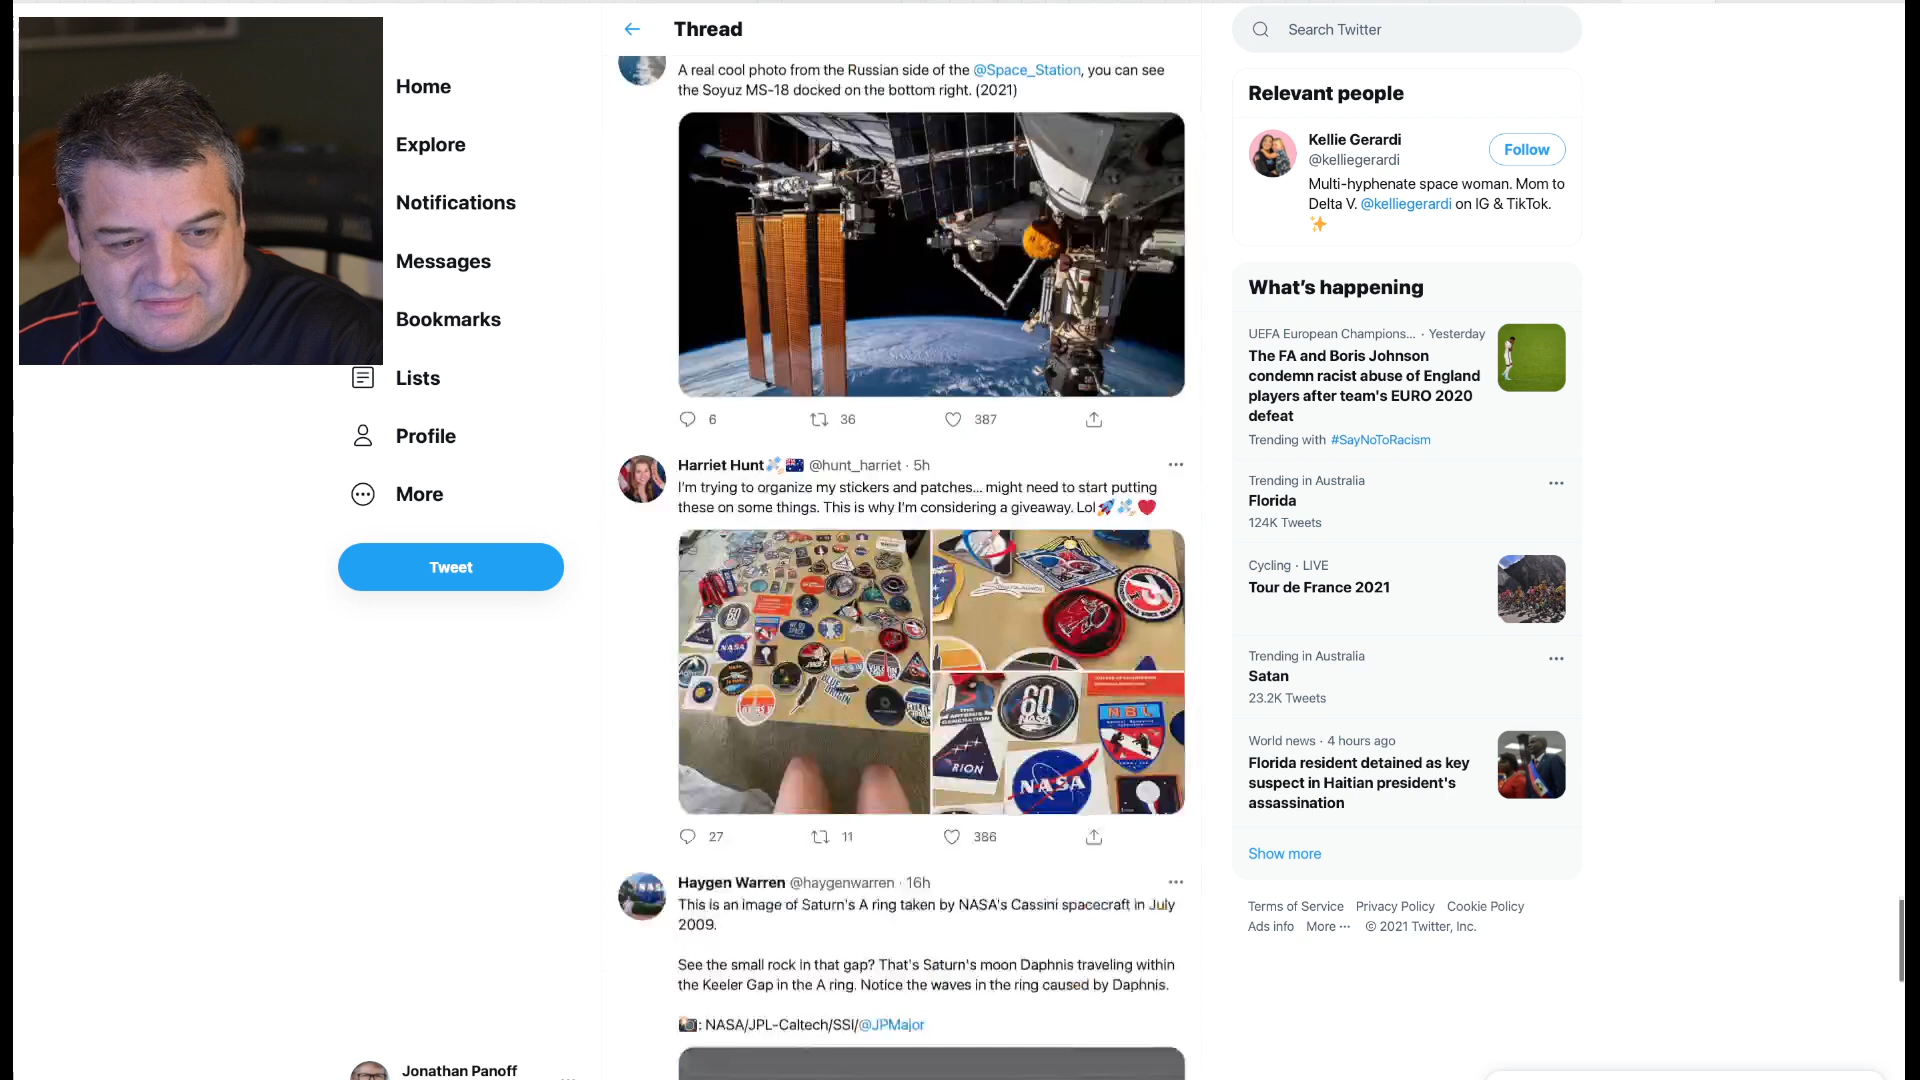 Home
Explore
Notifications
Messages
Bookmarks
Lists
Profile
More
Tweet
Jonathan Panoff
Thread
A real cool photo from the Russian side of the @Space_Station, you can see
the Soyuz MS-18 docked on the bottom right. (2021)
6 36 387
Harriet Hunt @hunt_harriet · 5h
I'm trying to organize my stickers and patches... might need to start putting
these on some things. This is why I'm considering a giveaway. Lol
NASA
BLUE
ORIGIN
60
NASA
THE
ARTEMIS
GENERATION
NBL
RION
NASA
27 11 386
Haygen Warren @haygenwarren · 16h
This is an image of Saturn's A ring taken by NASA's Cassini spacecraft in July
2009.
See the small rock in that gap? That's Saturn's moon Daphnis traveling within
the Keeler Gap in the A ring. Notice the waves in the ring caused by Daphnis.
: NASA/JPL-Caltech/SSI/@JPMajor
Search Twitter
Relevant people
Kellie Gerardi
@kelliegerardi
Follow
Multi-hyphenate space woman. Mom to
Delta V. @kelliegerardi on IG & TikTok.
What's happening
UEFA European Champions... · Yesterday
The FA and Boris Johnson
condemn racist abuse of England
players after team's EURO 2020
defeat
Trending with #SayNoToRacism
Trending in Australia
Florida
124K Tweets
Cycling · LIVE
Tour de France 2021
Trending in Australia
Satan
23.2K Tweets
World news · 4 hours ago
Florida resident detained as key
suspect in Haitian president's
assassination
Show more
Terms of Service Privacy Policy Cookie Policy
Ads info More ··· © 2021 Twitter, Inc.